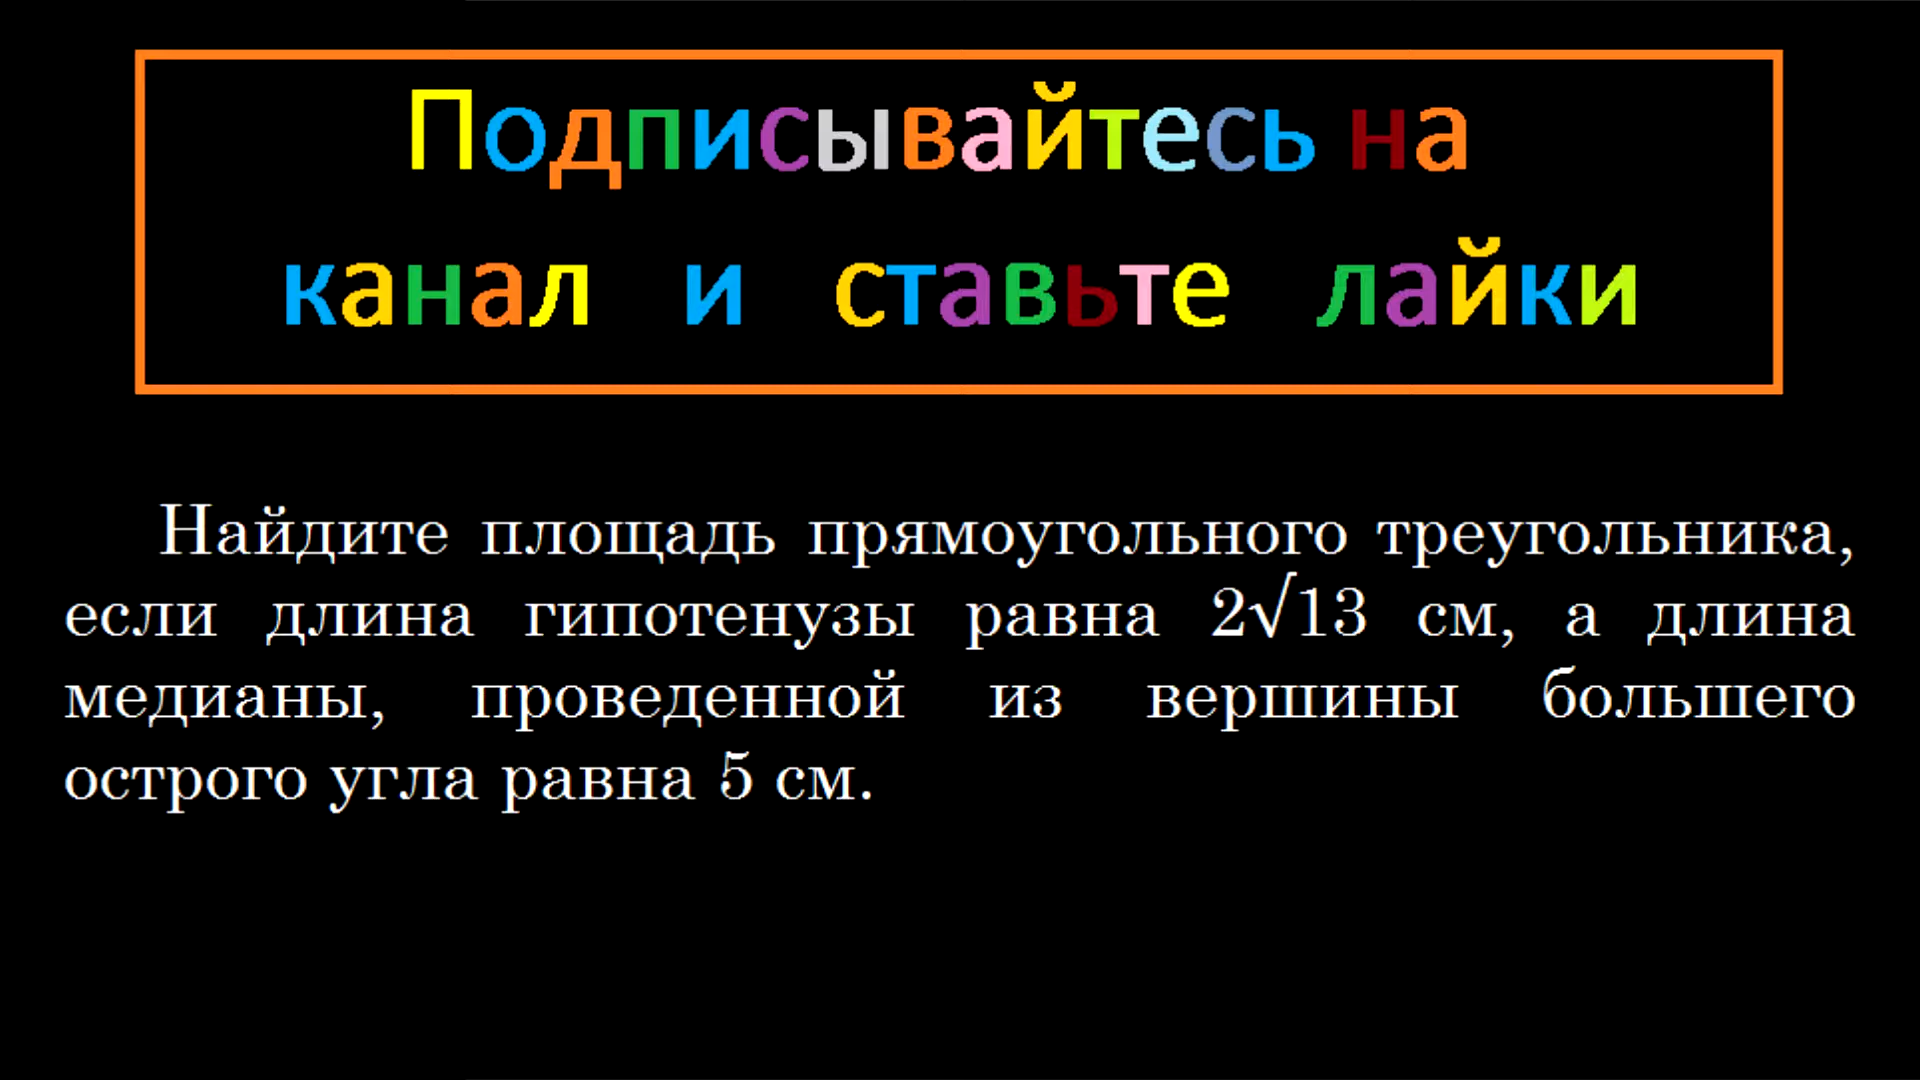 Подписывайтесь на
канал и ставьте лайки
Найдите площадь прямоугольного треугольника,
если длина гипотенузы равна 2√13 см, а длина
медианы, проведенной из вершины большего
острого угла равна 5 см.